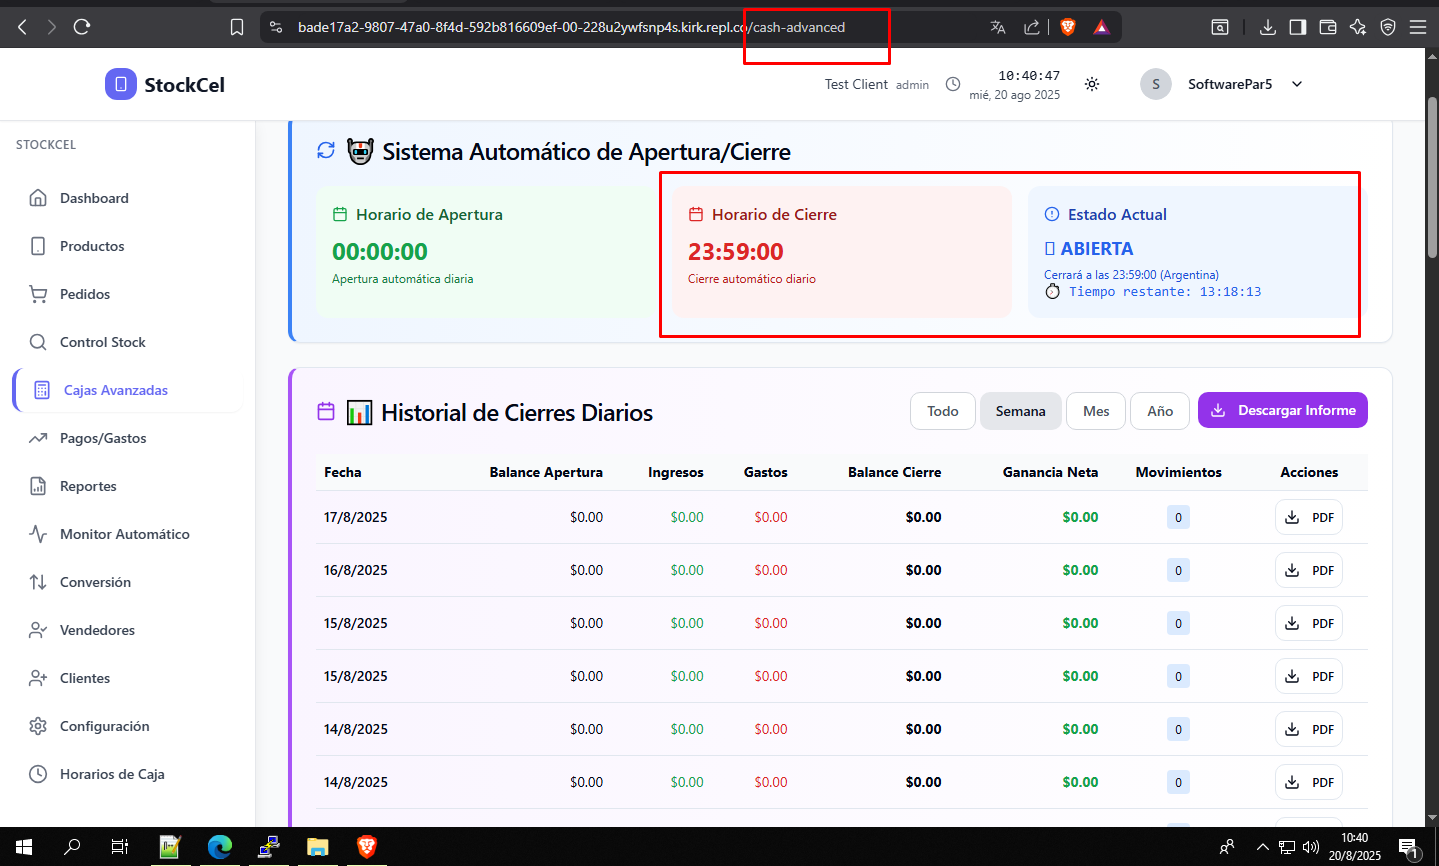 bade17a2-9807-47a0-8f4d-592b816609ef-00-228u2ywfsnp4s.kirk.repl.co/cash-advanced
StockCel
Test Client admin
10:40:47
mié, 20 ago 2025
S
SoftwarePar5
STOCKCEL
Dashboard
Productos
Pedidos
Control Stock
Cajas Avanzadas
Pagos/Gastos
Reportes
Monitor Automático
Conversión
Vendedores
Clientes
Configuración
Horarios de Caja
Sistema Automático de Apertura/Cierre
Horario de Apertura
00:00:00
Apertura automática diaria
Horario de Cierre
23:59:00
Cierre automático diario
Estado Actual
ABIERTA
Cerrará a las 23:59:00 (Argentina)
Tiempo restante: 13:18:13
Historial de Cierres Diarios
Todo Semana Mes Año Descargar Informe
Fecha Balance Apertura Ingresos Gastos Balance Cierre Ganancia Neta Movimientos Acciones
17/8/2025 $0.00 $0.00 $0.00 $0.00 $0.00 0 PDF
16/8/2025 $0.00 $0.00 $0.00 $0.00 $0.00 0 PDF
15/8/2025 $0.00 $0.00 $0.00 $0.00 $0.00 0 PDF
15/8/2025 $0.00 $0.00 $0.00 $0.00 $0.00 0 PDF
14/8/2025 $0.00 $0.00 $0.00 $0.00 $0.00 0 PDF
14/8/2025 $0.00 $0.00 $0.00 $0.00 $0.00 0 PDF
10:40
20/8/2025
1